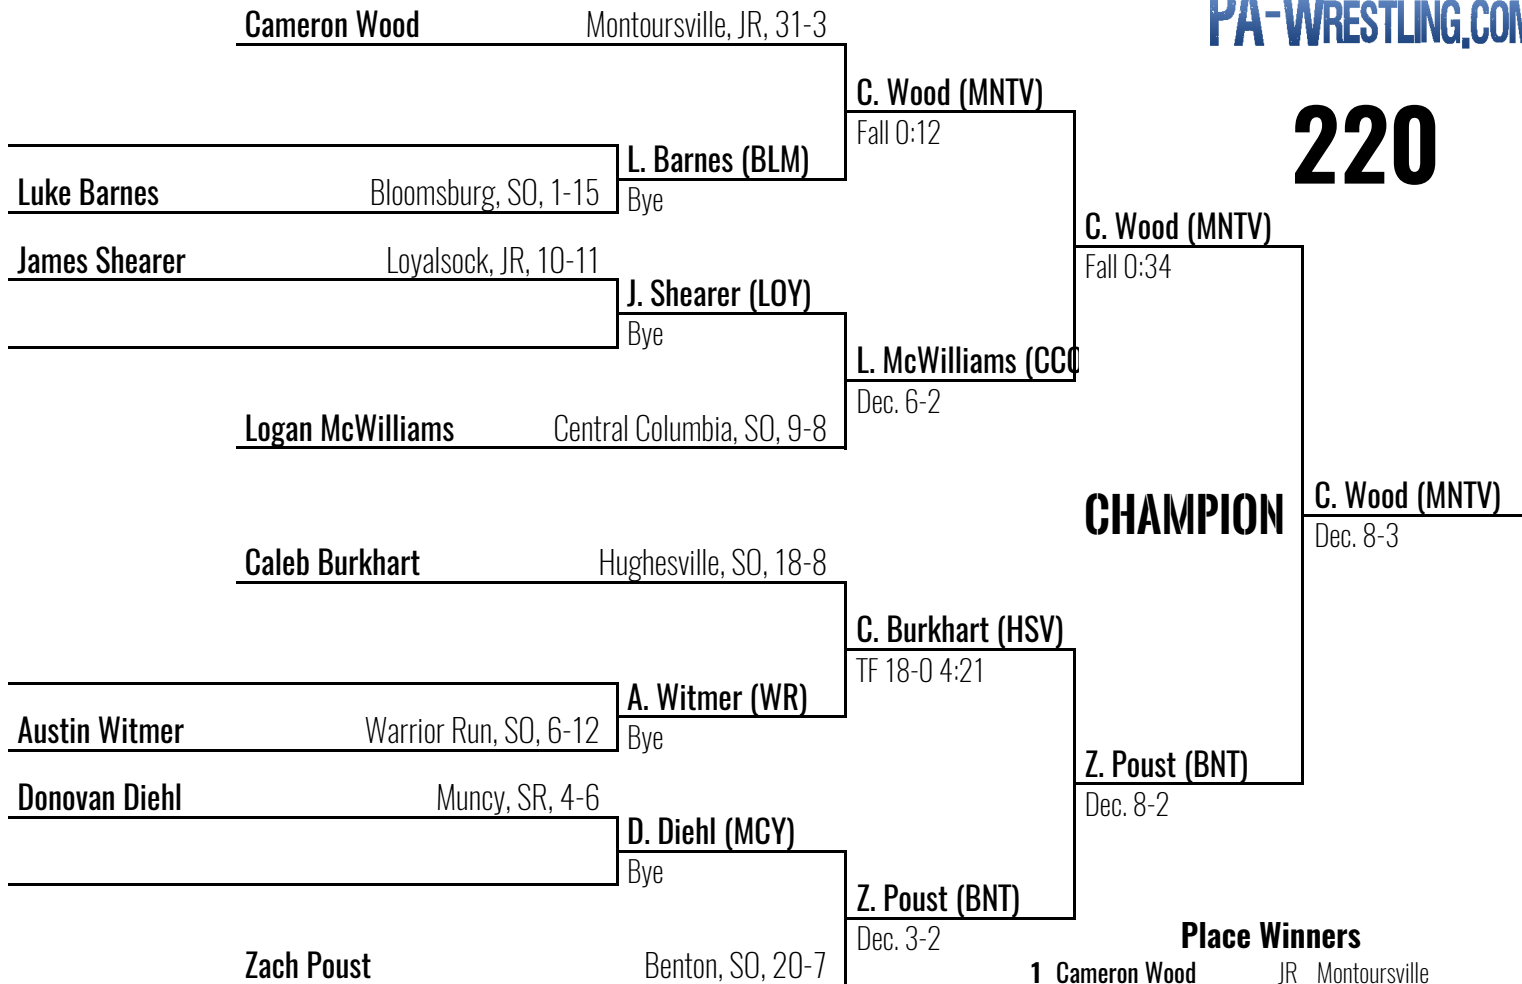 PA-WRESTLING.COM
220
Cameron Wood Montoursville, JR, 31-3
C. Wood (MNTV)
Fall 0:12
L. Barnes (BLM)
Luke Barnes Bloomsburg, SO, 1-15
Bye
C. Wood (MNTV)
Fall 0:34
James Shearer Loyalsock, JR, 10-11
J. Shearer (LOY)
Bye
L. McWilliams (CCO
Dec. 6-2
Logan McWilliams Central Columbia, SO, 9-8
CHAMPION
C. Wood (MNTV)
Dec. 8-3
Caleb Burkhart Hughesville, SO, 18-8
C. Burkhart (HSV)
TF 18-0 4:21
A. Witmer (WR)
Austin Witmer Warrior Run, SO, 6-12
Bye
Z. Poust (BNT)
Dec. 8-2
Donovan Diehl Muncy, SR, 4-6
D. Diehl (MCY)
Bye
Z. Poust (BNT)
Dec. 3-2
Zach Poust Benton, SO, 20-7
Place Winners
1 Cameron Wood JR Montoursville